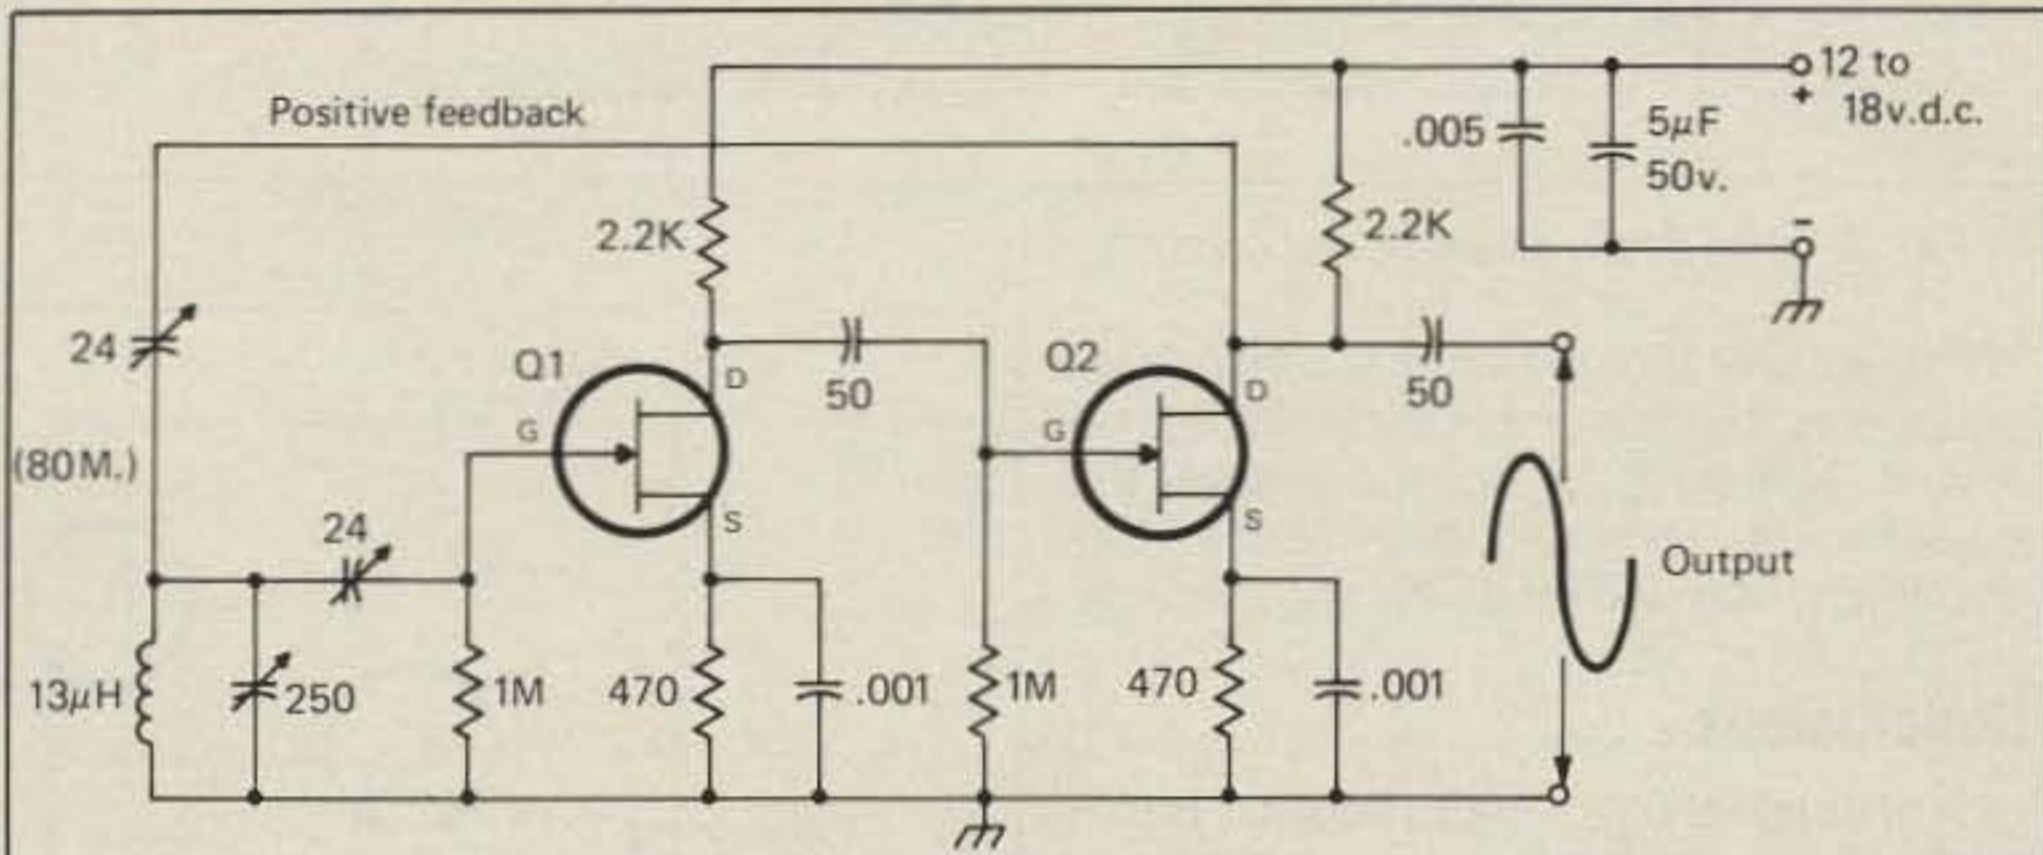 Positive feedback
12 to
+
18v.d.c.
.005
5μF
50v.
-
2.2K
2.2K
24
Q1
D
G
S
50
Q2
D
G
S
50
(80M.)
24
Output
13μH
250
1M
470
.001
1M
470
.001